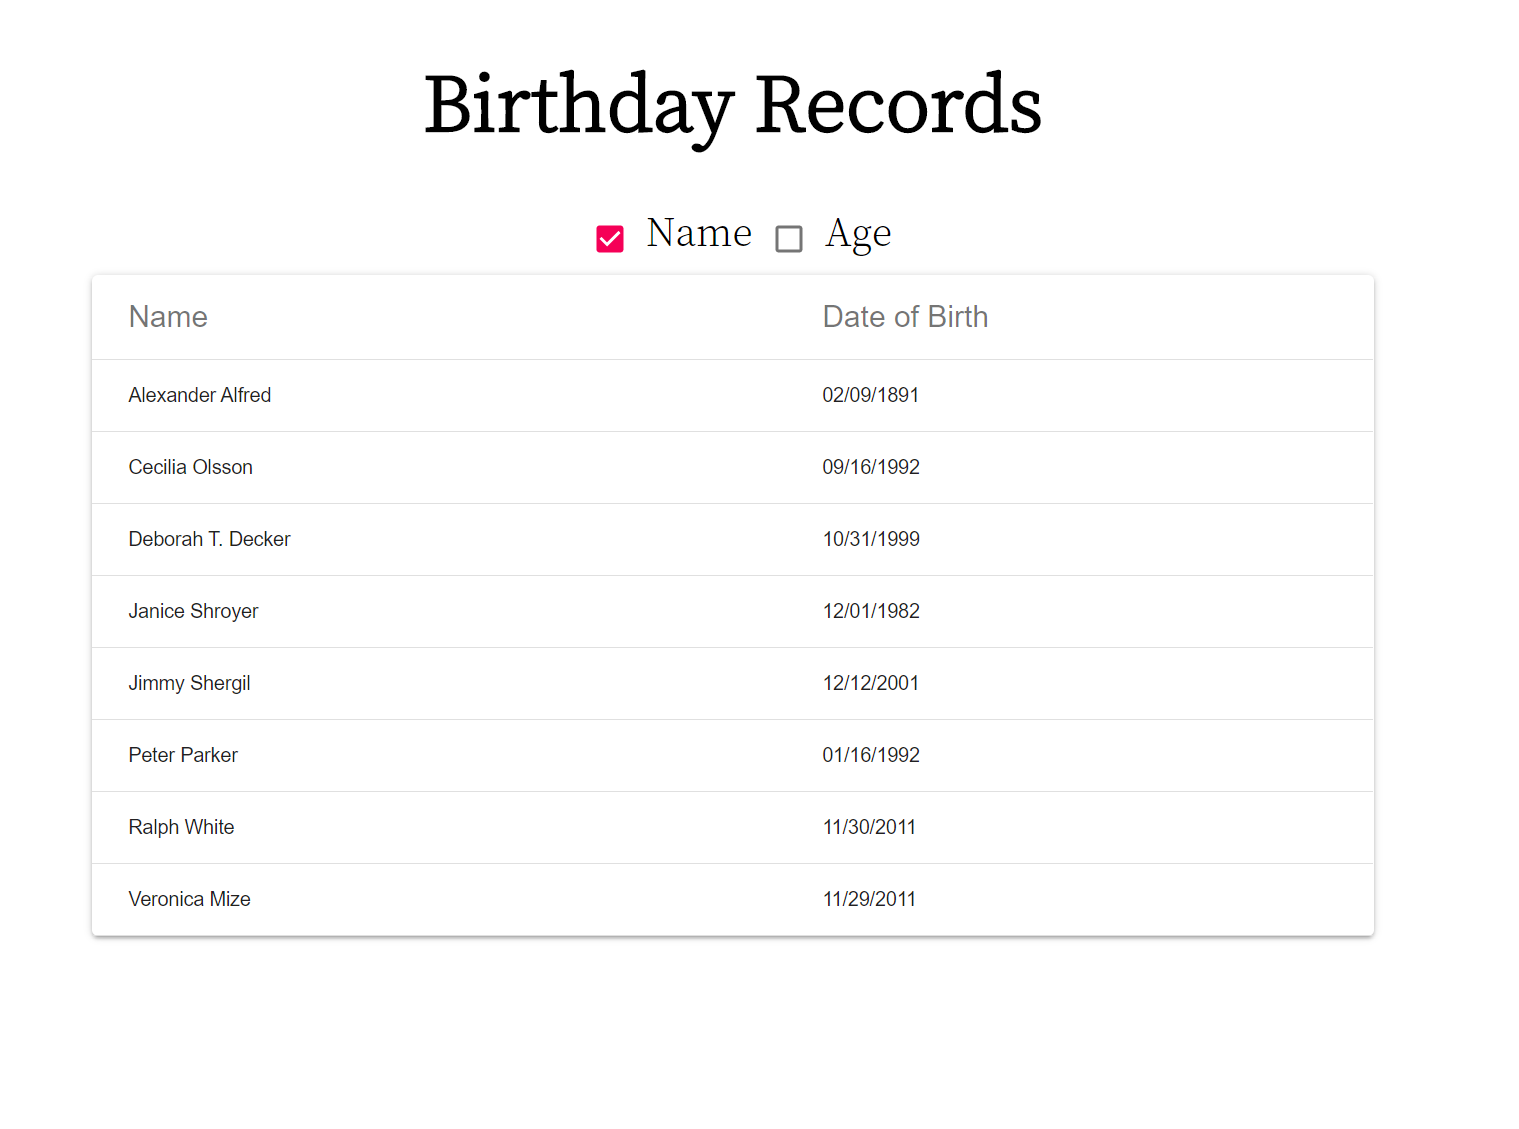 Birthday Records
Name Age
Name Date of Birth
Alexander Alfred 02/09/1891
Cecilia Olsson 09/16/1992
Deborah T. Decker 10/31/1999
Janice Shroyer 12/01/1982
Jimmy Shergil 12/12/2001
Peter Parker 01/16/1992
Ralph White 11/30/2011
Veronica Mize 11/29/2011